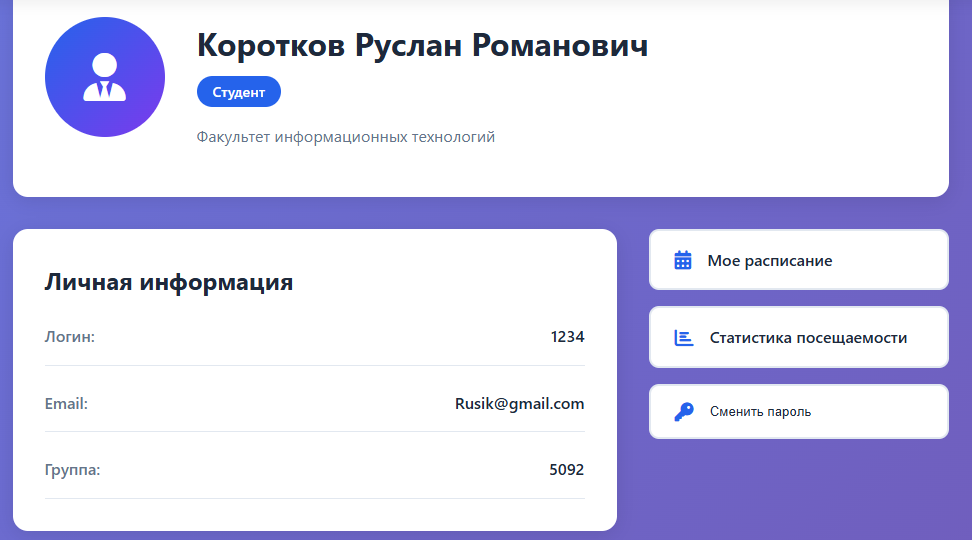 Коротков Руслан Романович
Студент
Факультет информационных технологий
Личная информация
Логин: 1234
Email: Rusik@gmail.com
Группа: 5092
Мое расписание
Статистика посещаемости
Сменить пароль